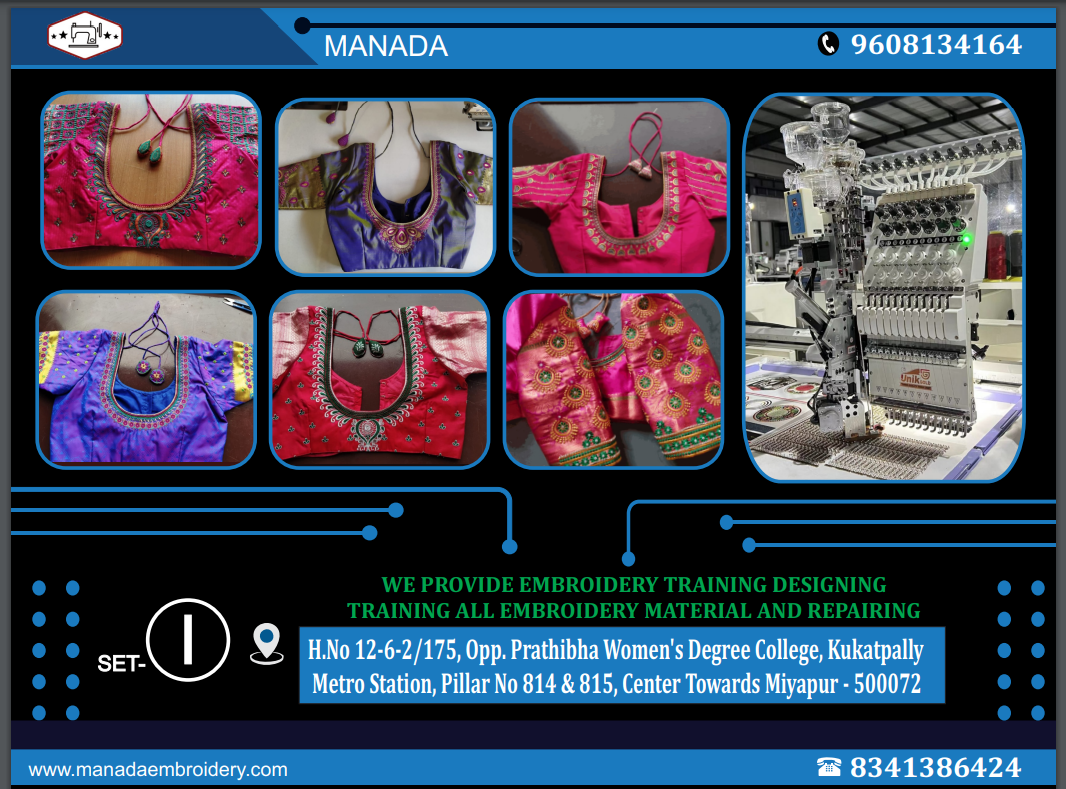 MANADA
9608134164
Unik
WE PROVIDE EMBROIDERY TRAINING DESIGNING
TRAINING ALL EMBROIDERY MATERIAL AND REPAIRING
SET-
I
H.No 12-6-2/175, Opp. Prathibha Women's Degree College, Kukatpally
Metro Station, Pillar No 814 & 815, Center Towards Miyapur - 500072
www.manadaembroidery.com
8341386424